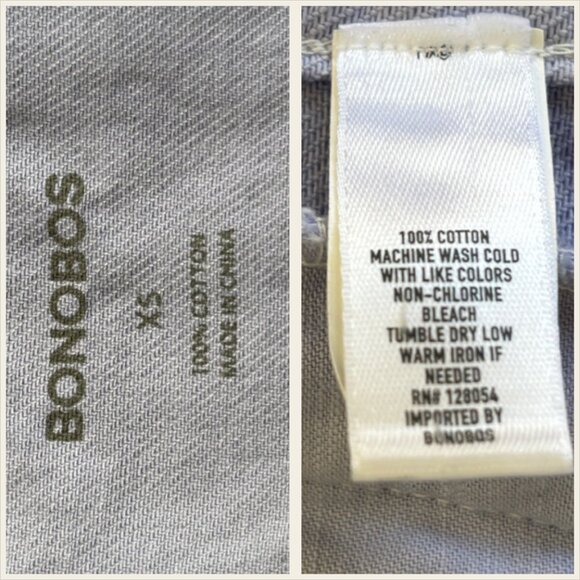 BONOBOS
XS
100% COTTON
MADE IN CHINA
100% COTTON
MACHINE WASH COLD
WITH LIKE COLORS
NON-CHLORINE
BLEACH
TUMBLE DRY LOW
WARM IRON IF
NEEDED
RN# 128054
IMPORTED BY
BONOBOS